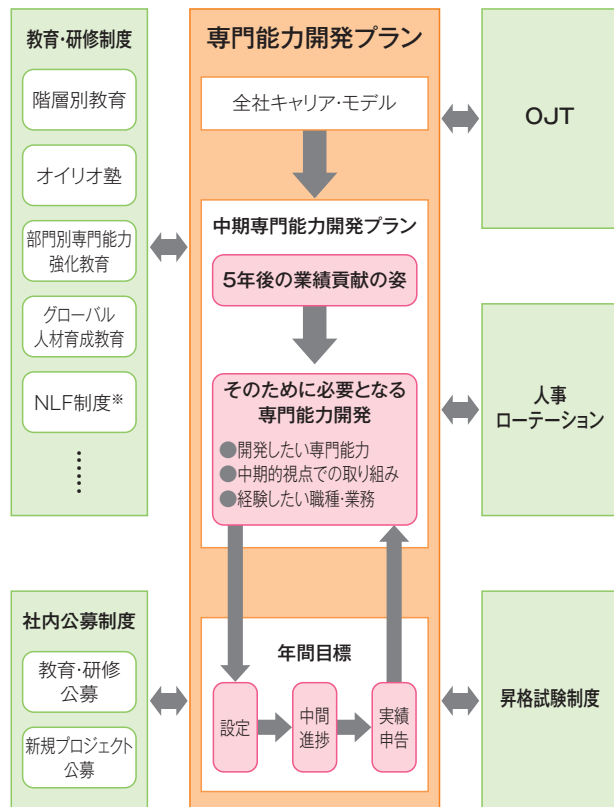 教育・研修制度
階層別教育
オイリオ塾
部門別専門能力
強化教育
グローバル
人材育成教育
NLF制度※
専門能力開発プラン
全社キャリア・モデル
中期専門能力開発プラン
5年後の業績貢献の姿
そのために必要となる
専門能力開発
●開発したい専門能力
●中期的視点での取り組み
●経験したい職種・業務
OJT
人事
ローテーション
社内公募制度
教育・研修
公募
新規プロジェクト
公募
年間目標
設定
中間
進捗
実績
申告
昇格試験制度